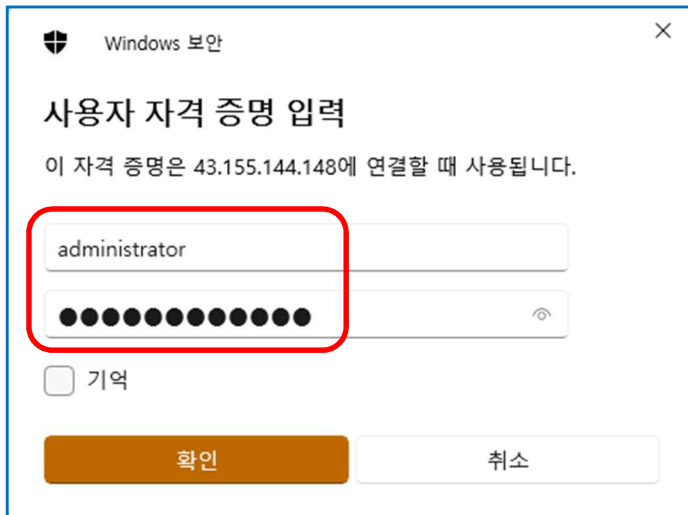 Windows 보안
사용자 자격 증명 입력
이 자격 증명은 43.155.144.148에 연결할 때 사용됩니다.
administrator
●●●●●●●●●●●●
기억
확인
취소